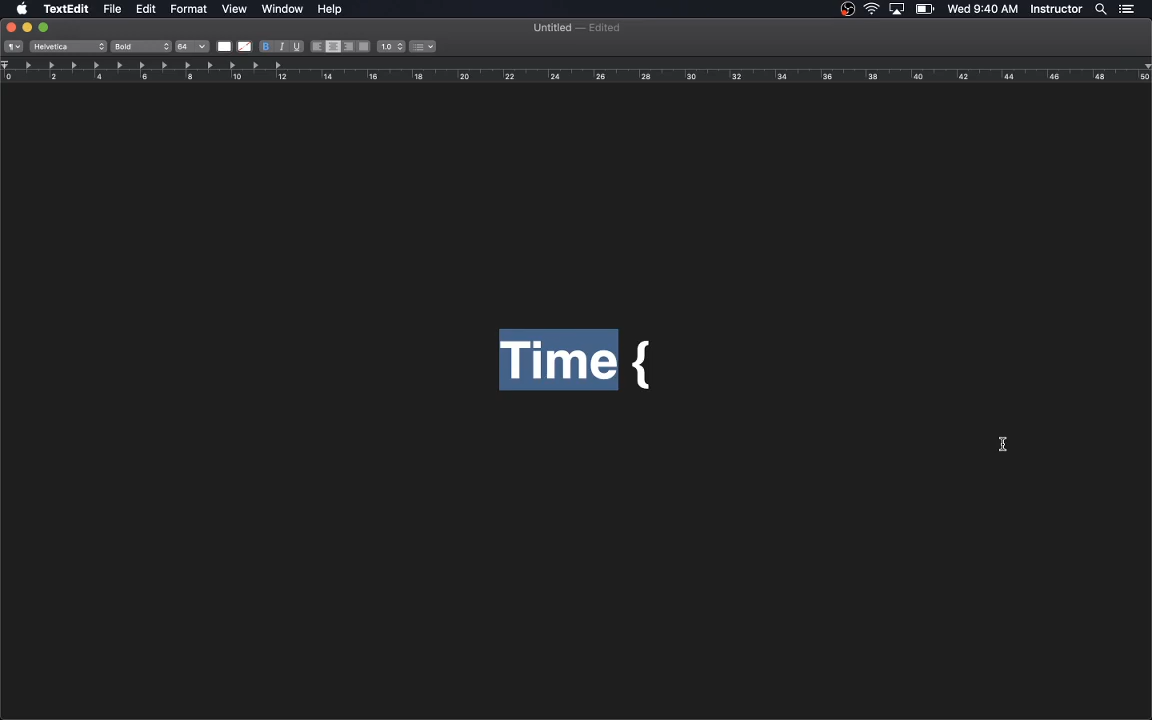 TextEdit File Edit Format View Window Help Wed 9:40 AM Instructor
Untitled — Edited
¶ Helvetica Bold 64 B I U 1.0
0 2 4 6 8 10 12 14 16 18 20 22 24 26 28 30 32 34 36 38 40 42 44 46 48 50
Time {